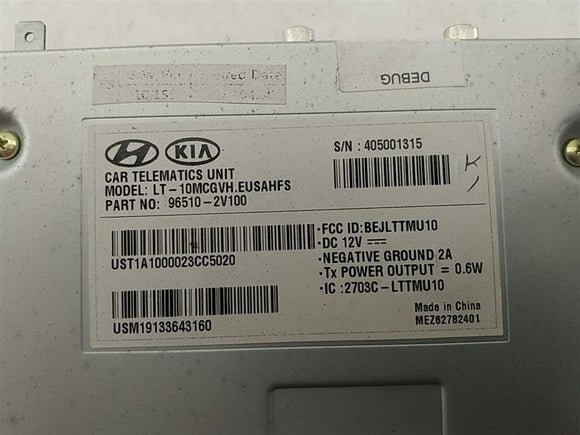 DEBUG
HYUNDAI KIA
S/N : 405001315
CAR TELEMATICS UNIT
MODEL: LT-10MCGVH.EUSAHFS
PART NO: 96510-2V100
UST1A1000023CC5020
USM19133643160
·FCC ID:BEJLTTMU10
·DC 12V
·NEGATIVE GROUND 2A
·Tx POWER OUTPUT = 0.6W
·IC :2703C-LTTMU10
Made in China
MEZ62782401